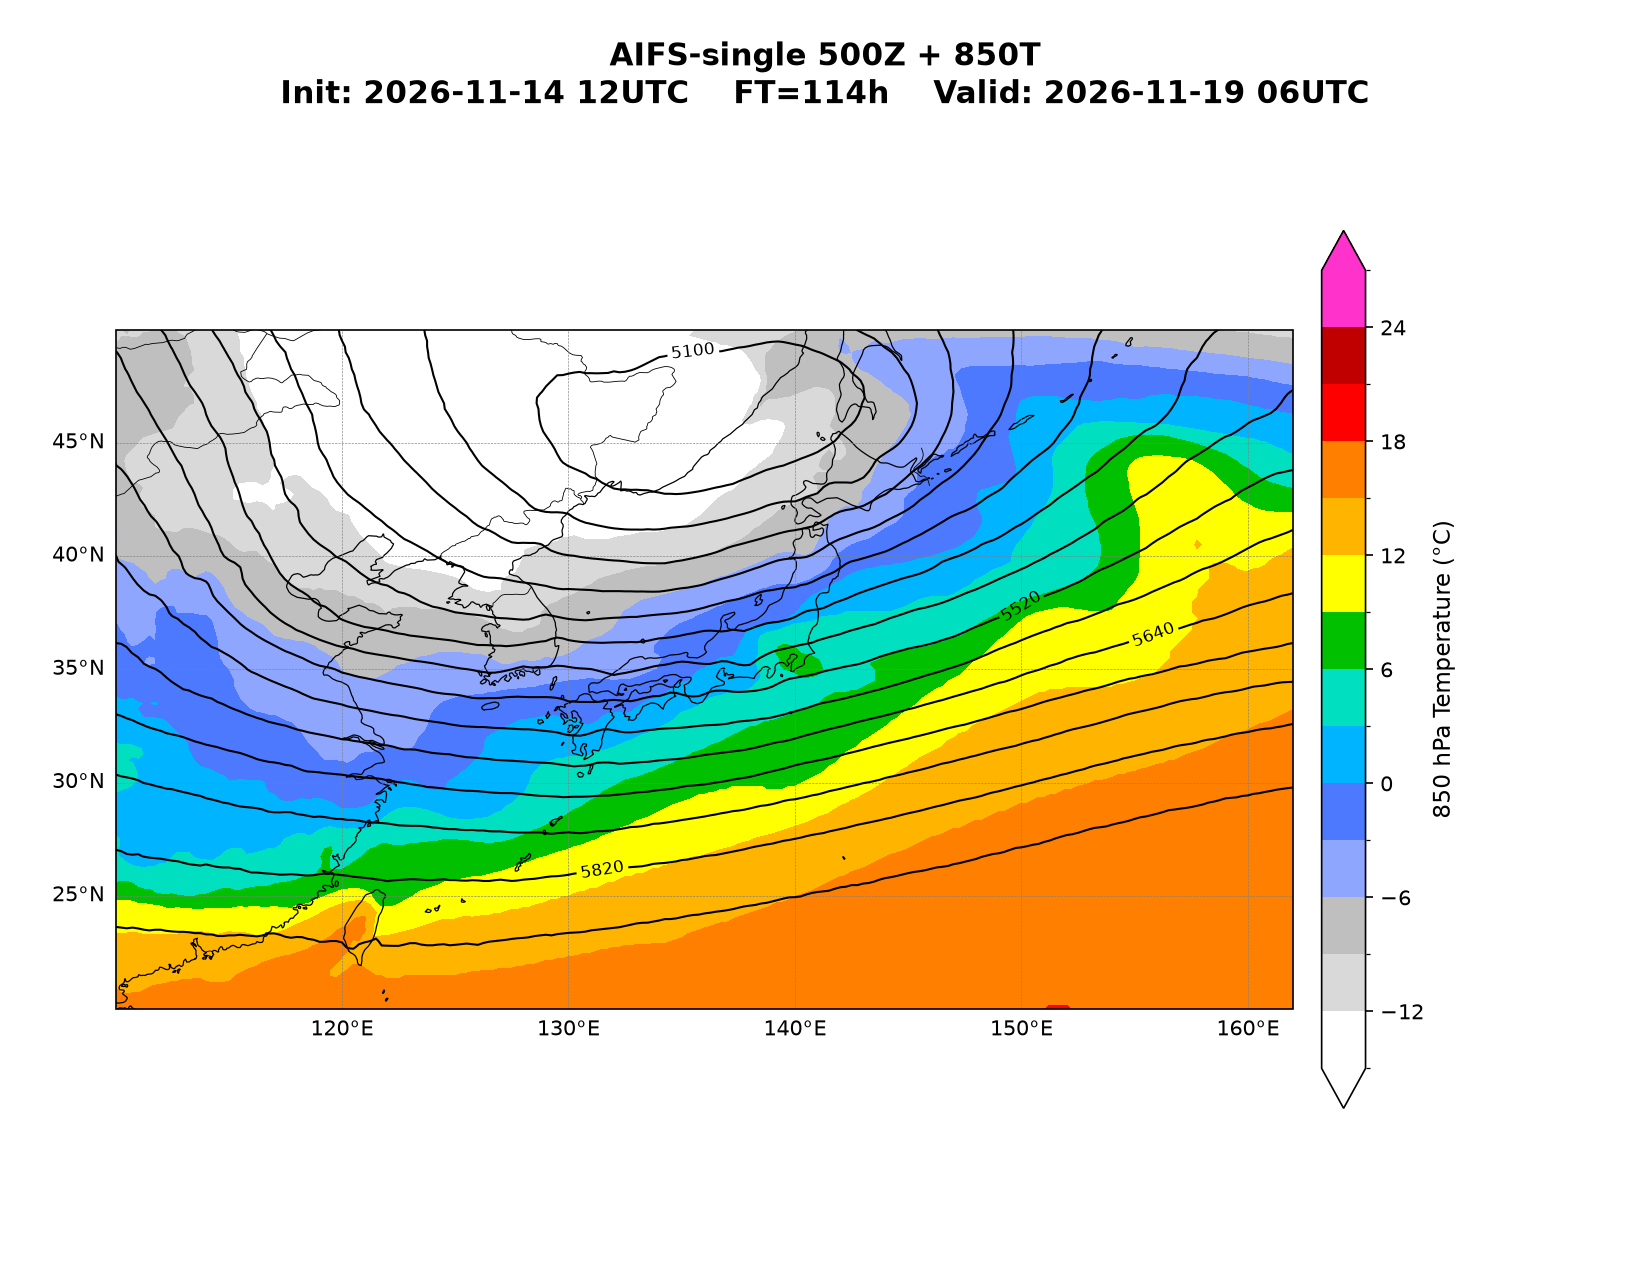 AIFS-single 500Z + 850T
Init: 2026-11-14 12UTC    FT=114h    Valid: 2026-11-19 06UTC
5100
5520
5640
5820
45°N
40°N
35°N
30°N
25°N
120°E
130°E
140°E
150°E
160°E
24
18
12
6
0
−6
−12
850 hPa Temperature (°C)